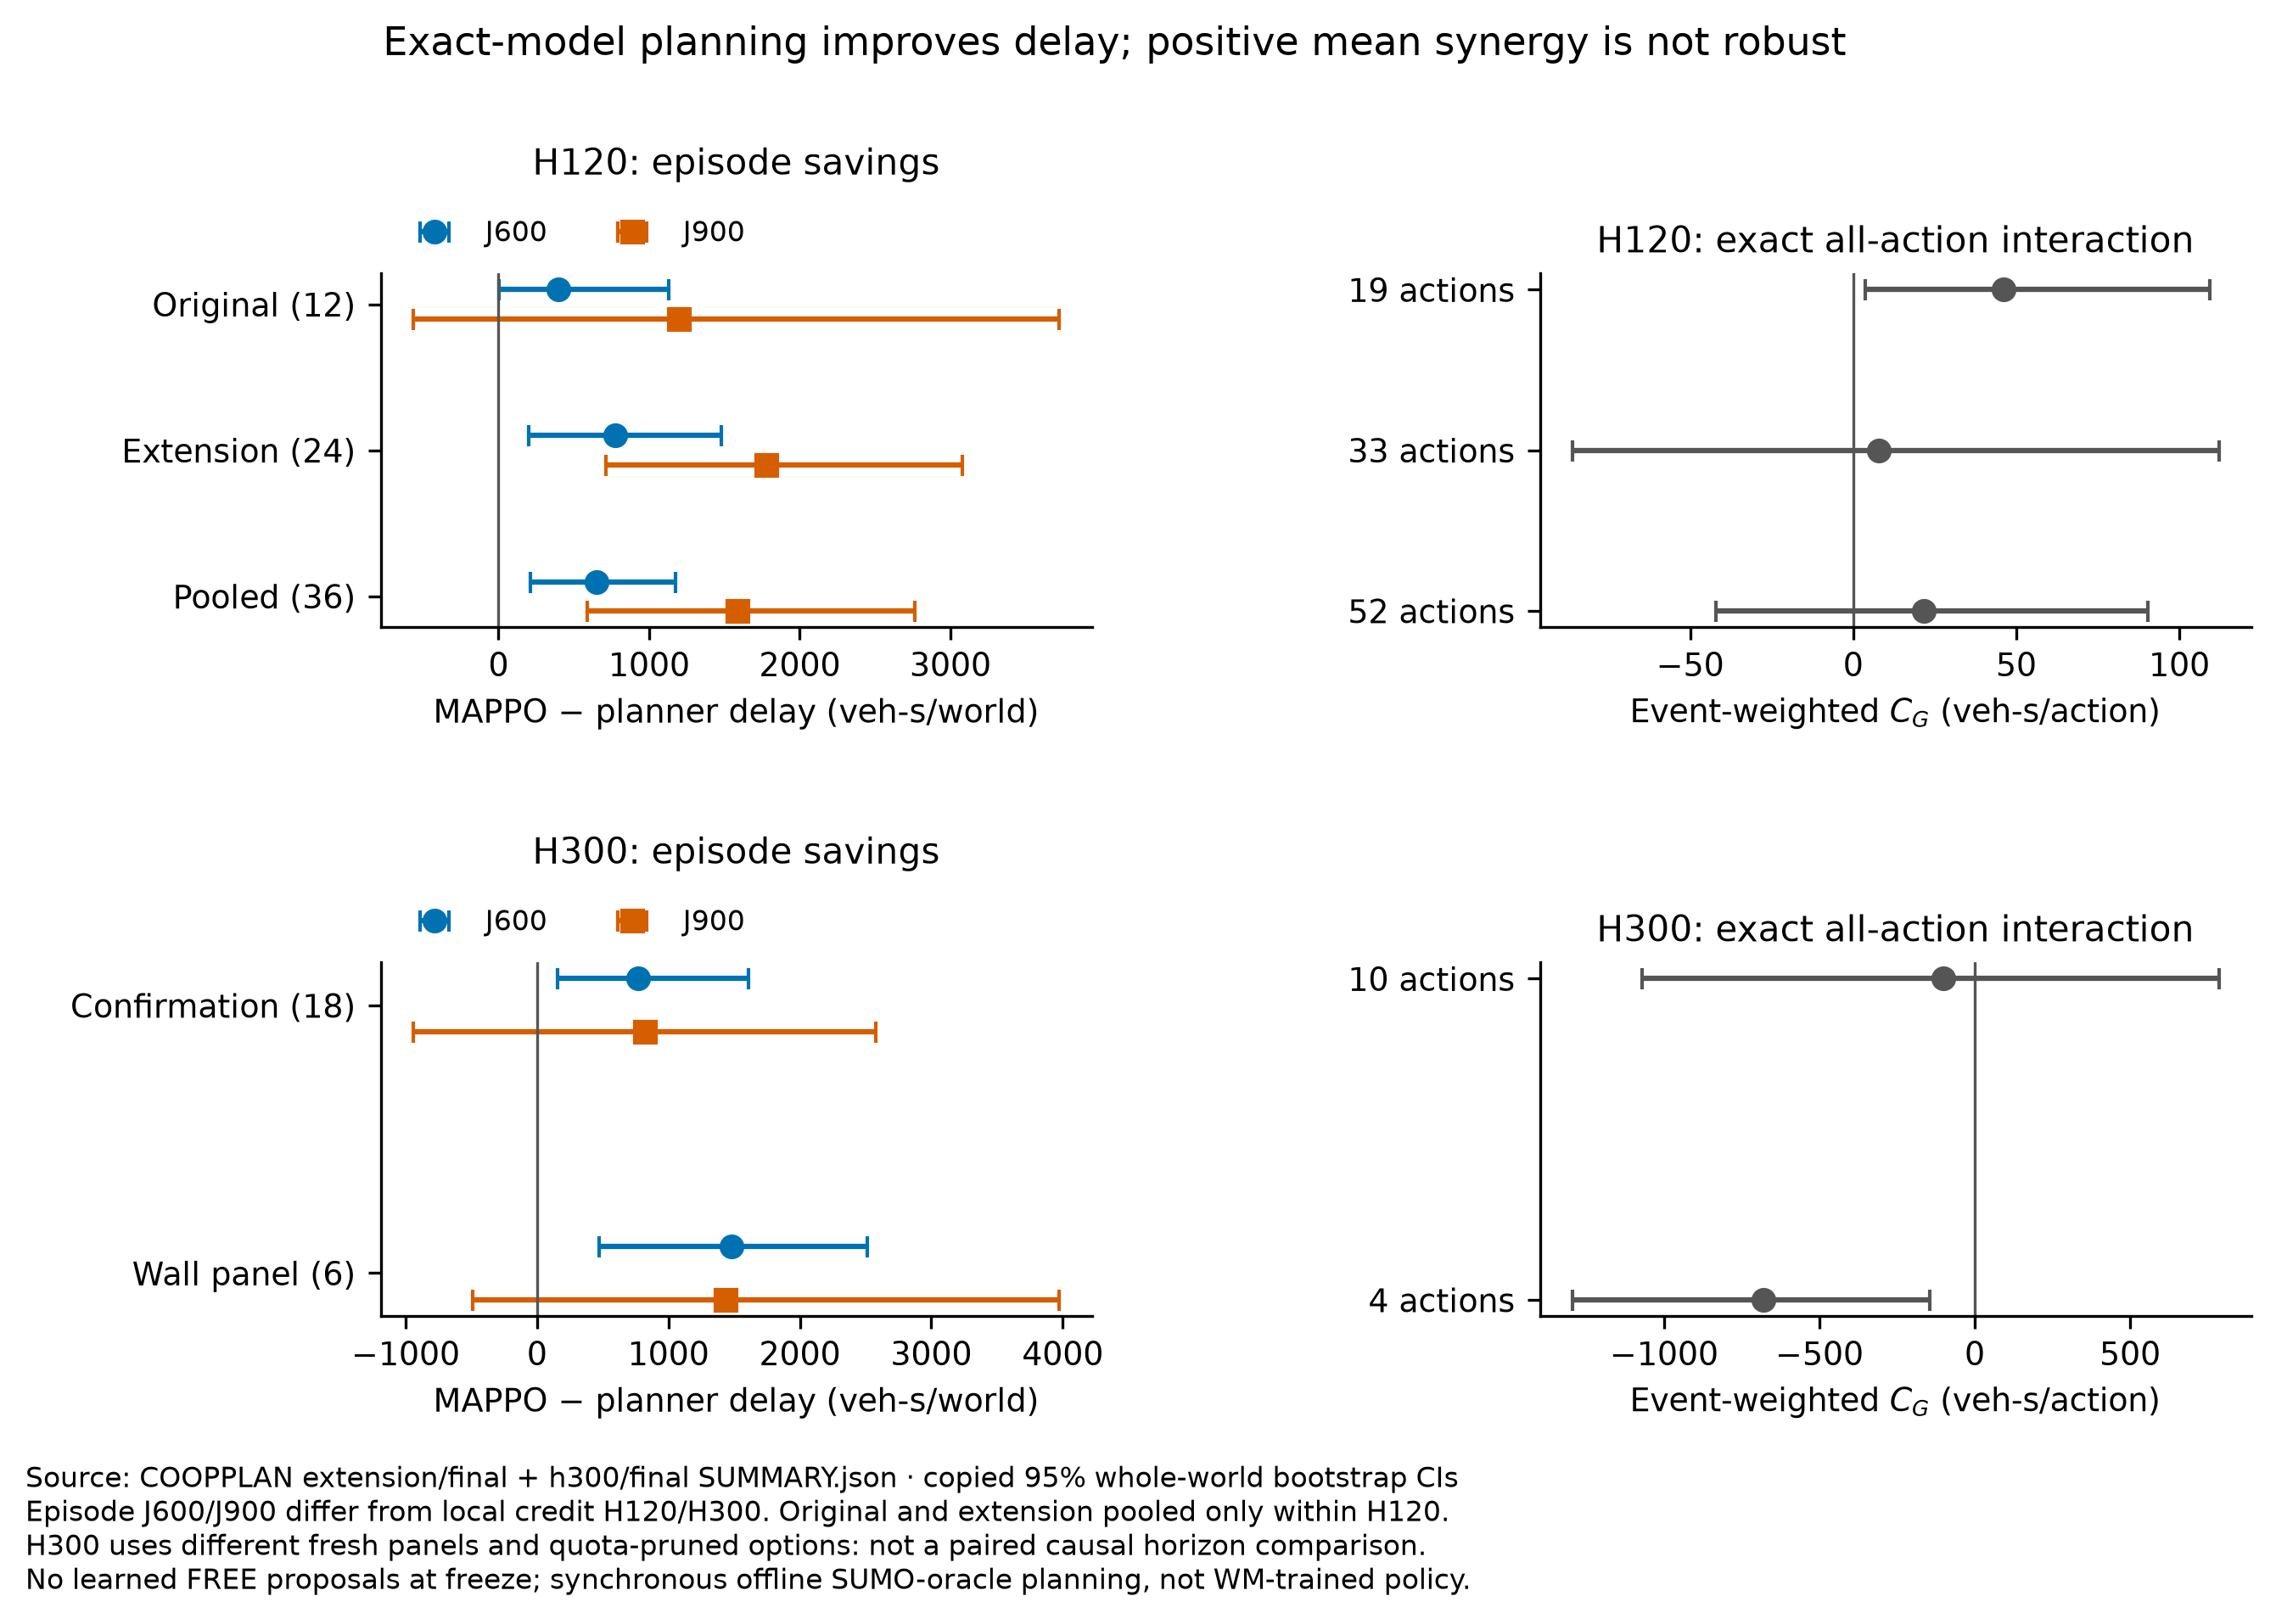 Exact-model planning improves delay; positive mean synergy is not robust
H120: episode savings
J600
J900
Original (12)
Extension (24)
Pooled (36)
0
1000
2000
3000
MAPPO − planner delay (veh-s/world)
H120: exact all-action interaction
19 actions
33 actions
52 actions
−50
0
50
100
Event-weighted C_G (veh-s/action)
H300: episode savings
J600
J900
Confirmation (18)
Wall panel (6)
−1000
0
1000
2000
3000
4000
MAPPO − planner delay (veh-s/world)
H300: exact all-action interaction
10 actions
4 actions
−1000
−500
0
500
Event-weighted C_G (veh-s/action)
Source: COOPPLAN extension/final + h300/final SUMMARY.json · copied 95% whole-world bootstrap CIs
Episode J600/J900 differ from local credit H120/H300. Original and extension pooled only within H120.
H300 uses different fresh panels and quota-pruned options: not a paired causal horizon comparison.
No learned FREE proposals at freeze; synchronous offline SUMO-oracle planning, not WM-trained policy.